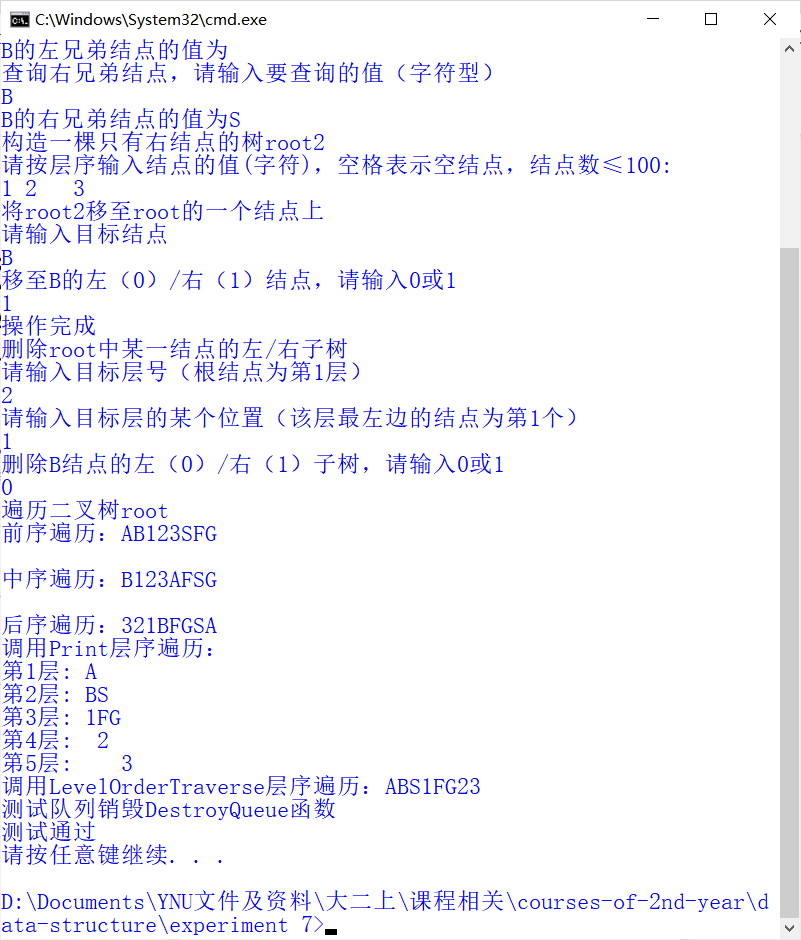 C:\Windows\System32\cmd.exe
B的左兄弟结点的值为
查询右兄弟结点，请输入要查询的值（字符型）
B
B的右兄弟结点的值为S
构造一棵只有右结点的树root2
请按层序输入结点的值(字符)，空格表示空结点，结点数≤100:
1 2   3
将root2移至root的一个结点上
请输入目标结点
B
移至B的左（0）/右（1）结点，请输入0或1
1
操作完成
删除root中某一结点的左/右子树
请输入目标层号（根结点为第1层）
2
请输入目标层的某个位置（该层最左边的结点为第1个）
1
删除B结点的左（0）/右（1）子树，请输入0或1
0
遍历二叉树root
前序遍历：AB123SFG
中序遍历：B123AFSG
后序遍历：321BFGSA
调用Print层序遍历：
第1层: A
第2层: BS
第3层: 1FG
第4层:  2
第5层:    3
调用LevelOrderTraverse层序遍历：ABS1FG23
测试队列销毁DestroyQueue函数
测试通过
请按任意键继续. . .
D:\Documents\YNU文件及资料\大二上\课程相关\courses-of-2nd-year\d
ata-structure\experiment 7>